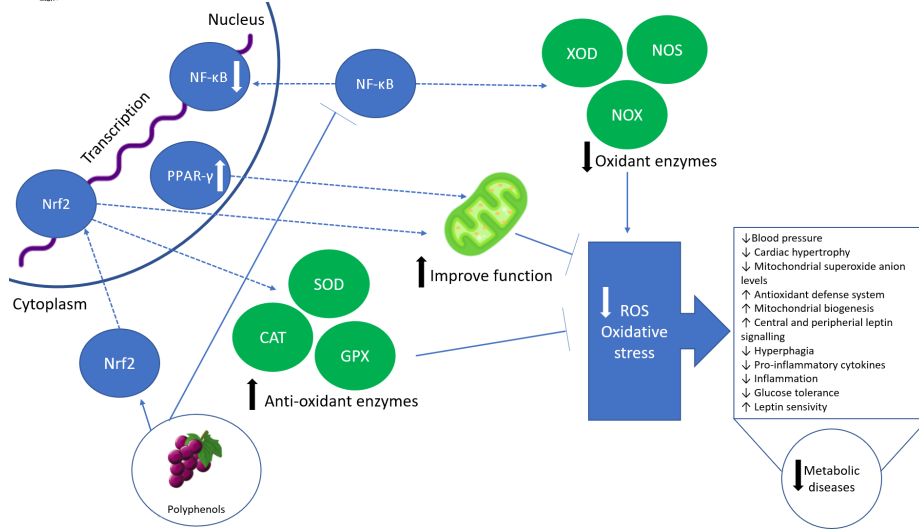 Nucleus
NF-κB
NF-κB
XOD
NOS
NOX
Transcription
PPAR-γ
Oxidant enzymes
Nrf2
Improve function
Cytoplasm
SOD
CAT
GPX
Anti-oxidant enzymes
Nrf2
Polyphenols
ROS
Oxidative
stress
↓Blood pressure
↓ Cardiac hypertrophy
↓ Mitochondrial superoxide anion
levels
↑ Antioxidant defense system
↑ Mitochondrial biogenesis
↑ Central and peripheral leptin
signalling
↓ Hyperphagia
↓ Pro-inflammatory cytokines
↓ Inflammation
↓ Glucose tolerance
↑ Leptin sensivity
Metabolic
diseases